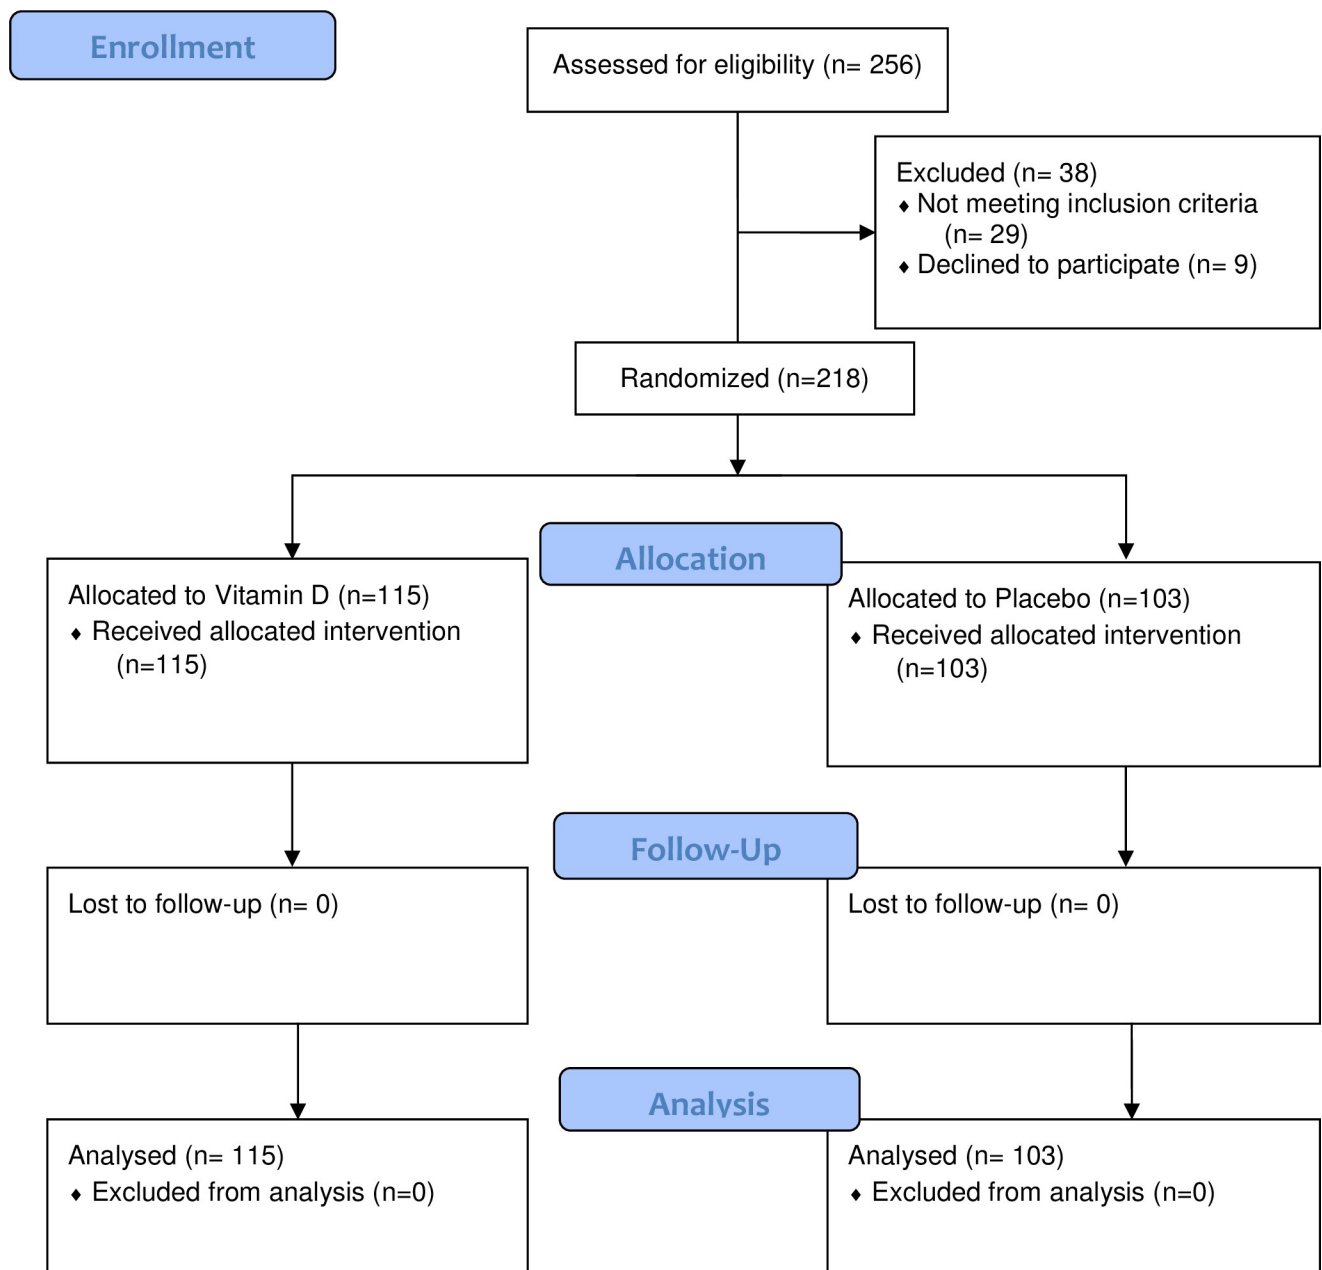 Enrollment
Assessed for eligibility (n= 256)
Excluded (n= 38)
♦ Not meeting inclusion criteria
(n= 29)
♦ Declined to participate (n= 9)
Randomized (n=218)
Allocation
Allocated to Vitamin D (n=115)
♦ Received allocated intervention
(n=115)
Allocated to Placebo (n=103)
♦ Received allocated intervention
(n=103)
Follow-Up
Lost to follow-up (n= 0)
Lost to follow-up (n= 0)
Analysis
Analysed (n= 115)
♦ Excluded from analysis (n=0)
Analysed (n= 103)
♦ Excluded from analysis (n=0)